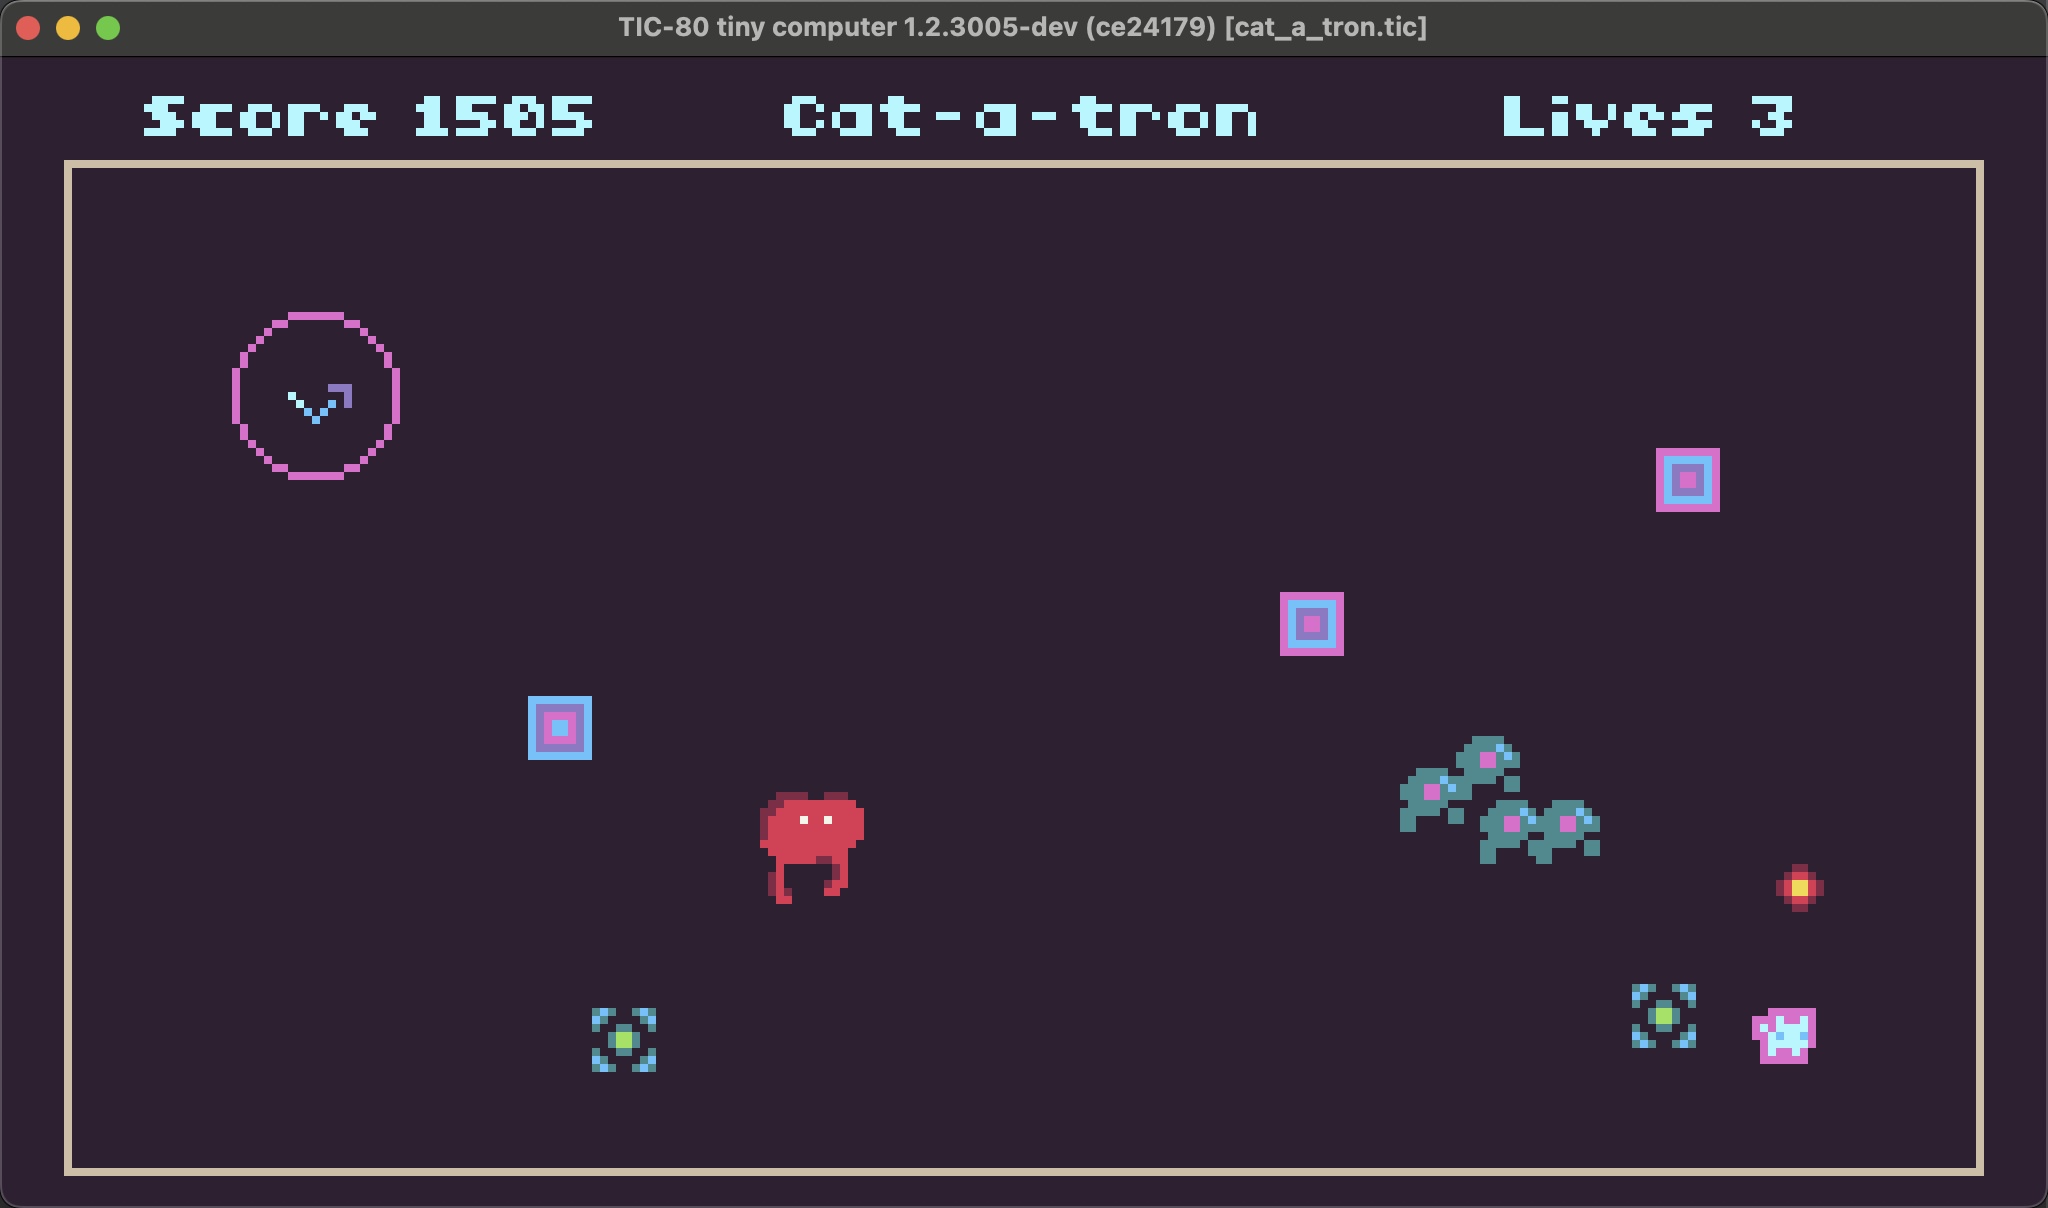 TIC-80 tiny computer 1.2.3005-dev (ce24179) [cat_a_tron.tic]
Score 1505 Cat-a-tron Lives 3